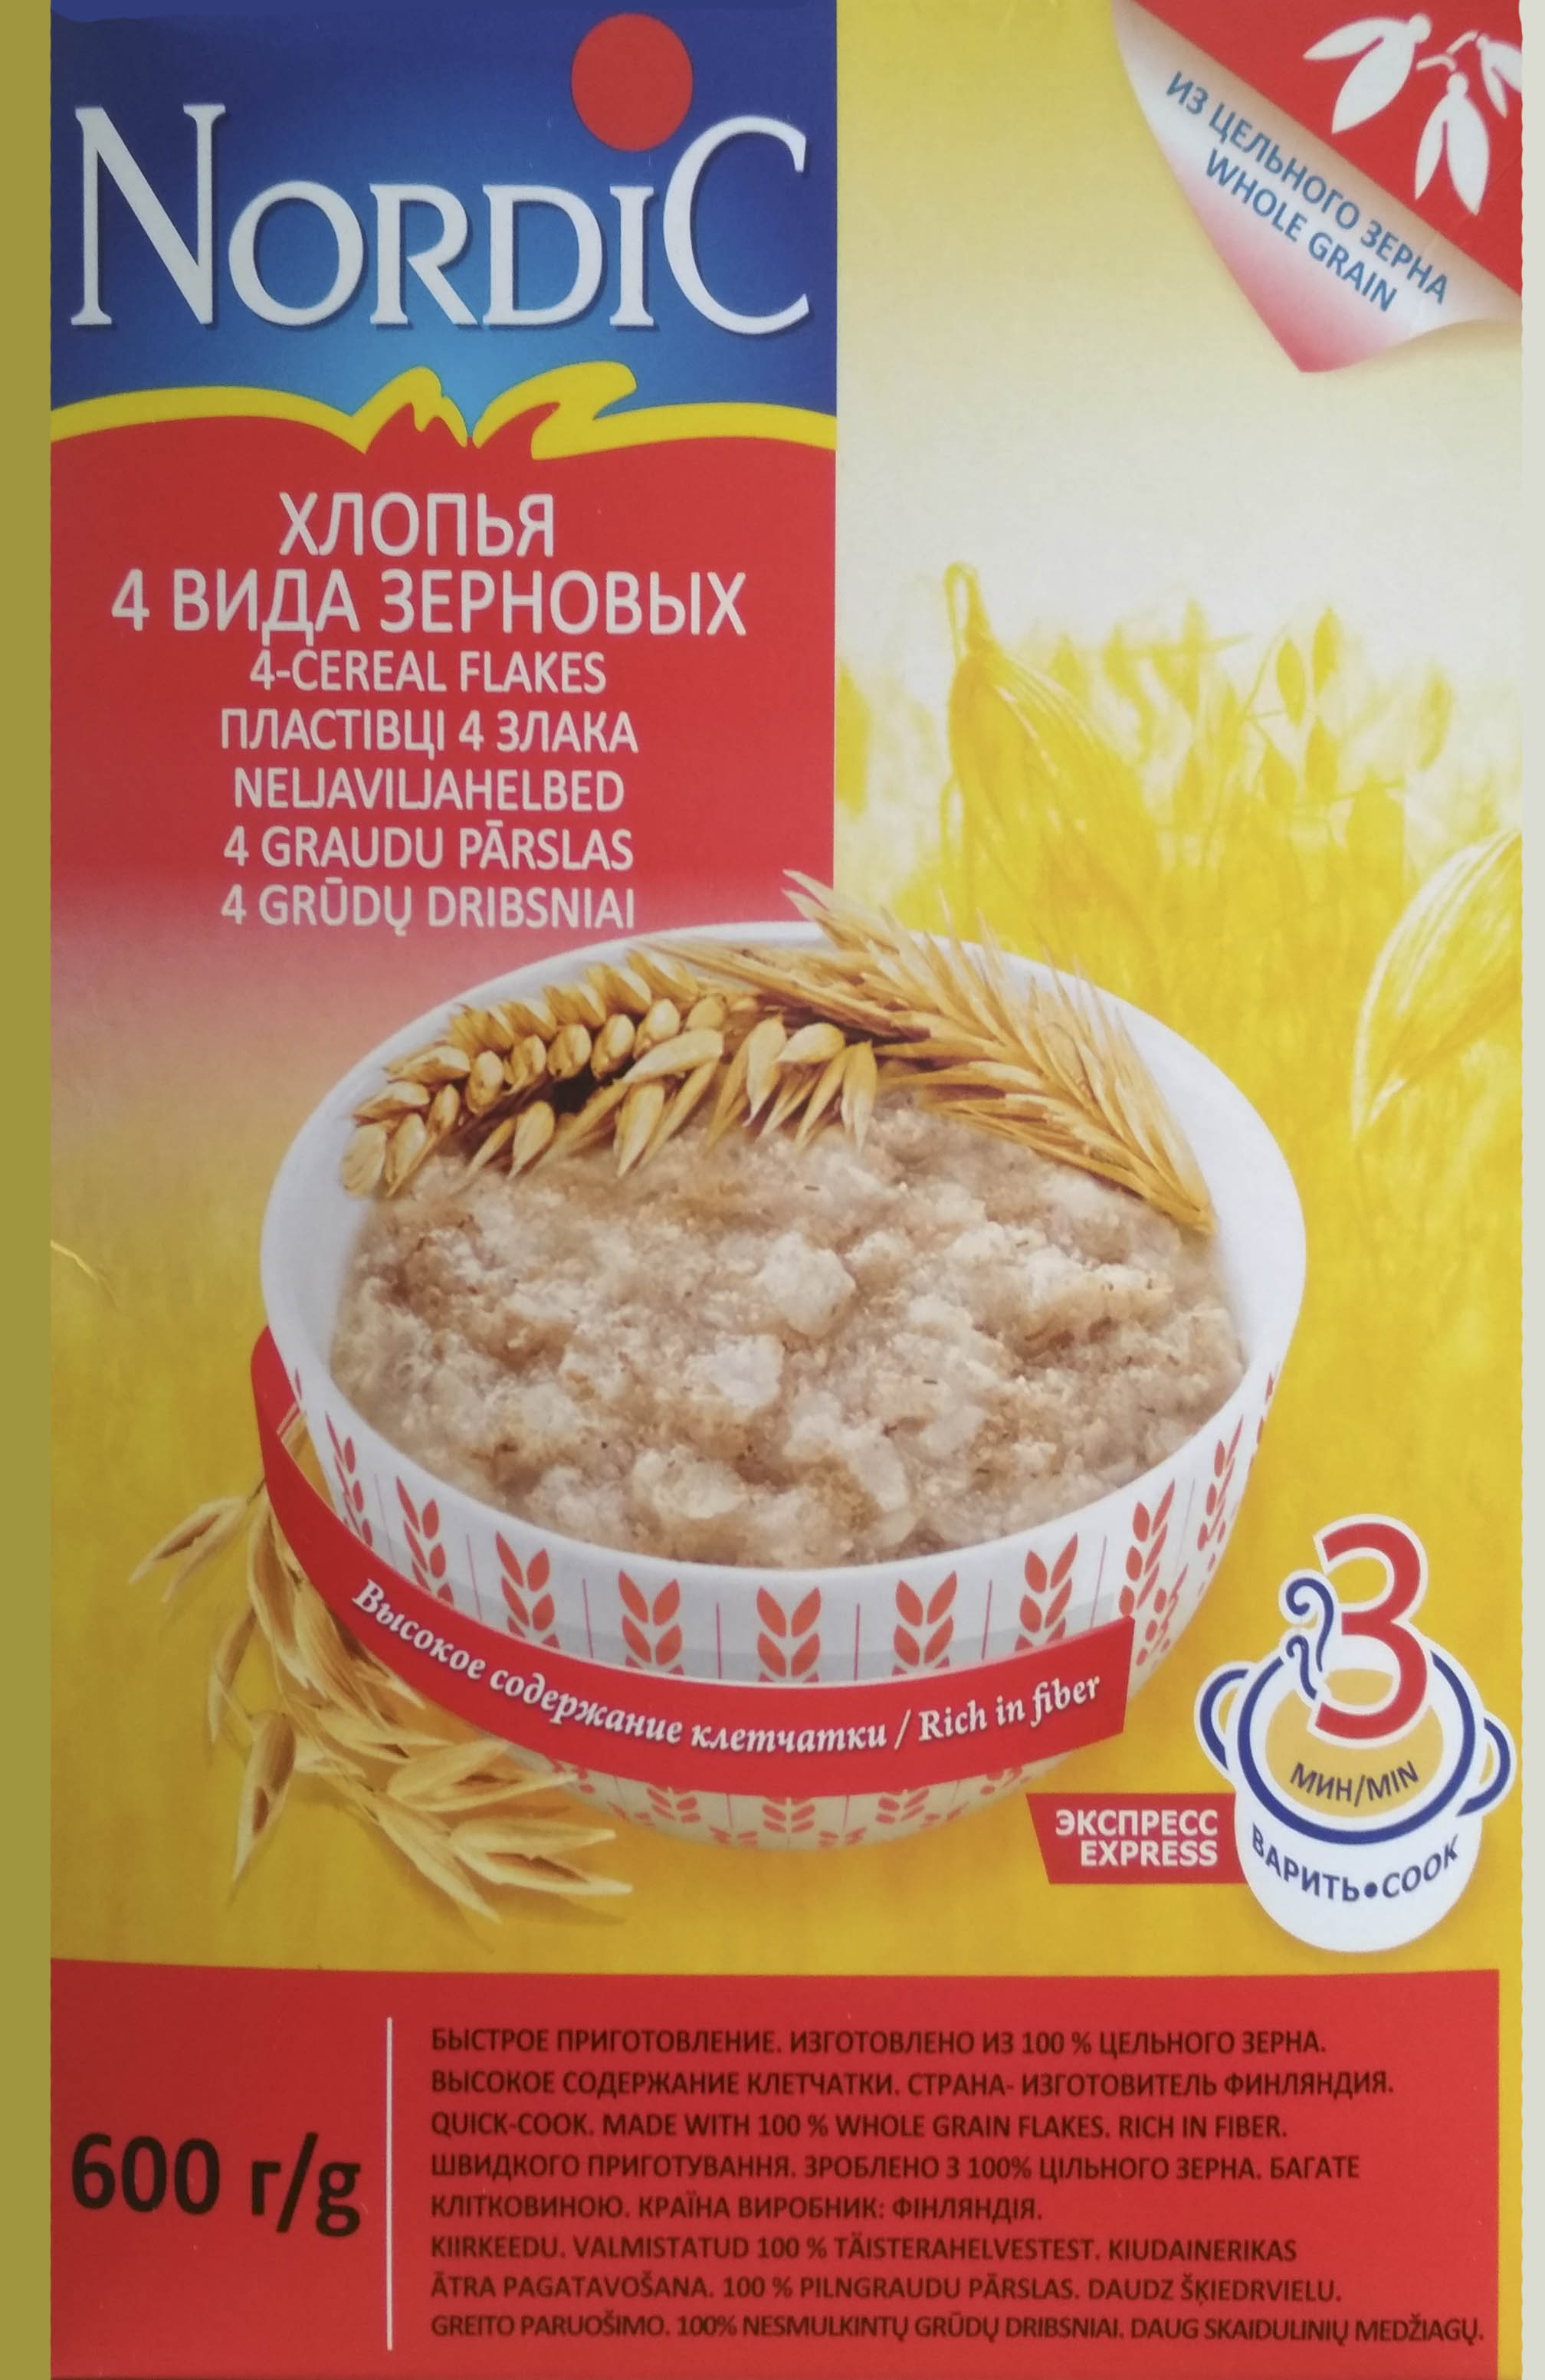 NORDIC
ИЗ ЦЕЛЬНОГО ЗЕРНА
WHOLE GRAIN
ХЛОПЬЯ
4 ВИДА ЗЕРНОВЫХ
4-CEREAL FLAKES
ПЛАСТІВЦІ 4 ЗЛАКА
NELJAVILJAHELBED
4 GRAUDU PĀRSLAS
4 GRŪDŲ DRIBSNIAI
Высокое содержание клетчатки / Rich in fiber
3
МИН/MIN
ВАРИТЬ•COOK
ЭКСПРЕСС
EXPRESS
600 г/g
БЫСТРОЕ ПРИГОТОВЛЕНИЕ. ИЗГОТОВЛЕНО ИЗ 100 % ЦЕЛЬНОГО ЗЕРНА.
ВЫСОКОЕ СОДЕРЖАНИЕ КЛЕТЧАТКИ. СТРАНА- ИЗГОТОВИТЕЛЬ ФИНЛЯНДИЯ.
QUICK-COOK. MADE WITH 100 % WHOLE GRAIN FLAKES. RICH IN FIBER.
ШВИДКОГО ПРИГОТУВАННЯ. ЗРОБЛЕНО З 100% ЦІЛЬНОГО ЗЕРНА. БАГАТЕ
КЛІТКОВИНОЮ. КРАЇНА ВИРОБНИК: ФІНЛЯНДІЯ.
KIIRKEEDU. VALMISTATUD 100 % TÄISTERAHELVESTEST. KIUDAINERIKAS
ĀTRA PAGATAVOŠANA. 100 % PILNGRAUDU PĀRSLAS. DAUDZ ŠĶIEDRVIELU.
GREITO PARUOŠIMO. 100% NESMULKINTŲ GRŪDŲ DRIBSNIAI. DAUG SKAIDULINIŲ MEDŽIAGŲ.